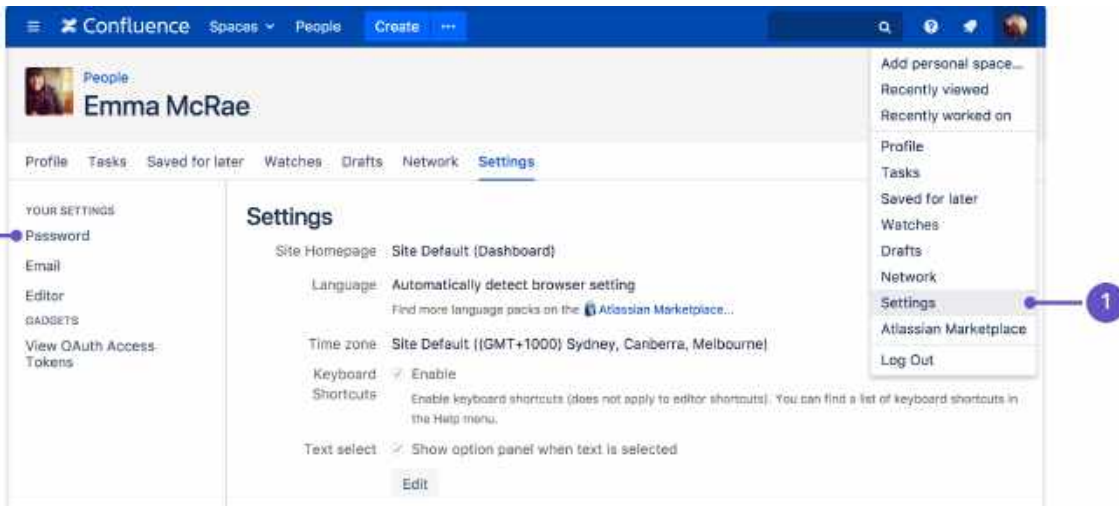 Confluence Spaces People Create ...
People
Emma McRae
Profile Tasks Saved for later Watches Drafts Network Settings
YOUR SETTINGS
Password
Email
Editor
GADGETS
View OAuth Access
Tokens
Settings
Site Homepage Site Default (Dashboard)
Language Automatically detect browser setting
Find more language packs on the Atlassian Marketplace...
Time zone Site Default ((GMT+1000) Sydney, Canberra, Melbourne)
Keyboard Enable
Shortcuts Enable keyboard shortcuts (does not apply to editor shortcuts). You can find a list of keyboard shortcuts in
the Help menu.
Text select Show option panel when text is selected
Edit
Add personal space...
Recently viewed
Recently worked on
Profile
Tasks
Saved for later
Watches
Drafts
Network
Settings
1
Atlassian Marketplace
Log Out